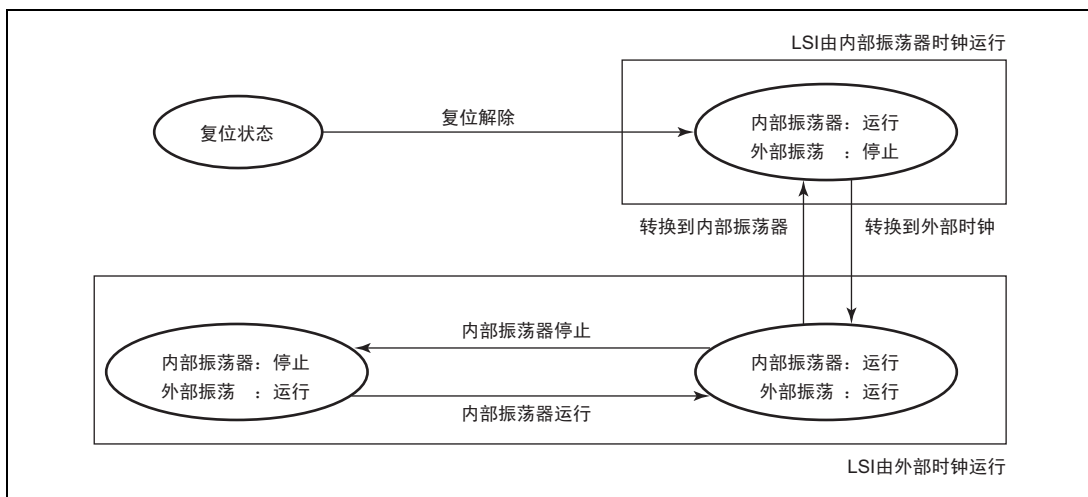 LSI由内部振荡器时钟运行
复位状态
复位解除
内部振荡器：运行
外部振荡　：停止
转换到内部振荡器
转换到外部时钟
内部振荡器停止
内部振荡器：停止
外部振荡　：运行
内部振荡器运行
内部振荡器：运行
外部振荡　：运行
LSI由外部时钟运行